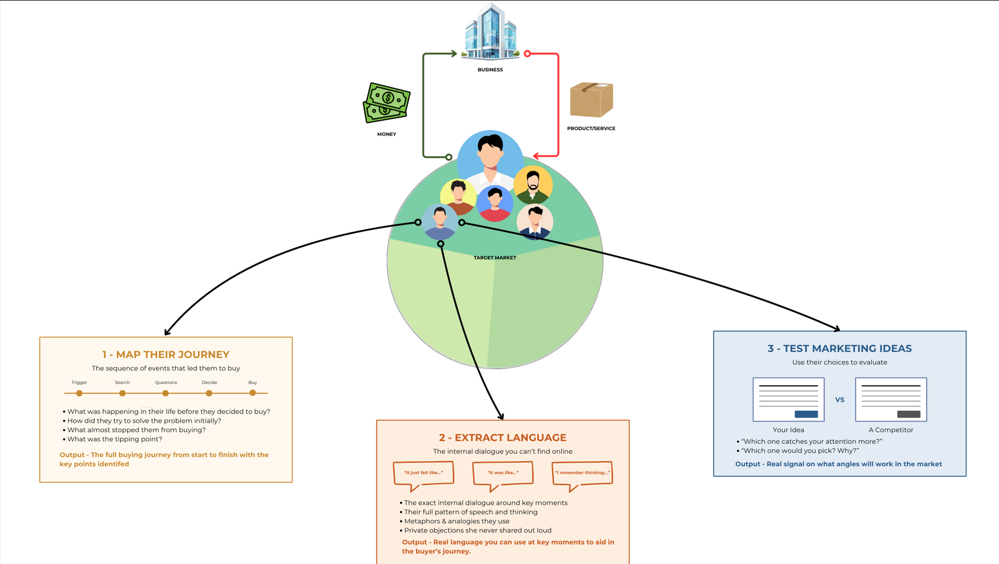 BUSINESS
MONEY
PRODUCT/SERVICE
TARGET MARKET
1 - MAP THEIR JOURNEY
The sequence of events that led them to buy
Trigger Search Questions Decide Buy
• What was happening in their life before they decided to buy?
• How did they try to solve the problem initially?
• What almost stopped them from buying?
• What was the tipping point?
Output - The full buying journey from start to finish with the
key points identifed
2 - EXTRACT LANGUAGE
The internal dialogue you can’t find online
“It just felt like...” “It was like...” “I remember thinking...”
• The exact internal dialogue around key moments
• Their full pattern of speech and thinking
• Metaphors & analogies they use
• Private objections she never shared out loud
Output - Real language you can use at key moments to aid in
the buyer’s journey.
3 - TEST MARKETING IDEAS
Use their choices to evaluate
VS
Your Idea A Competitor
• “Which one catches your attention more?”
• “Which one would you pick? Why?”
Output - Real signal on what angles will work in the market